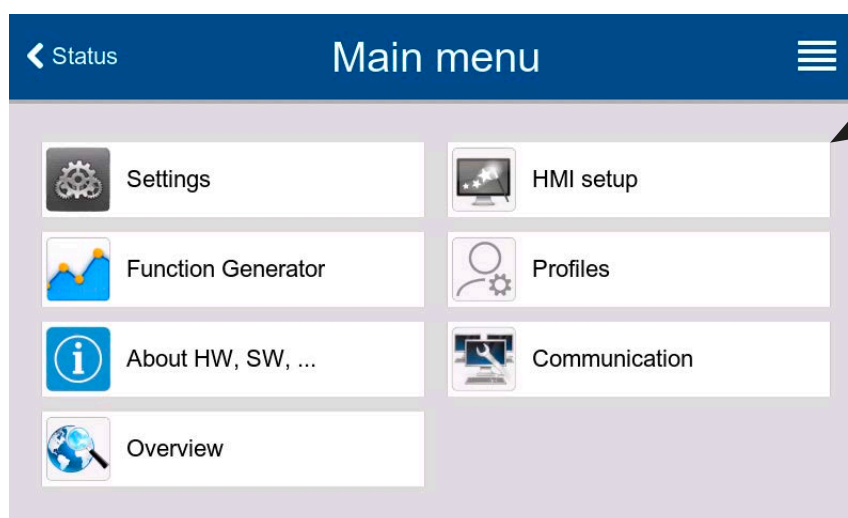 Status
Main menu
Settings
HMI setup
Function Generator
Profiles
About HW, SW, ...
Communication
Overview